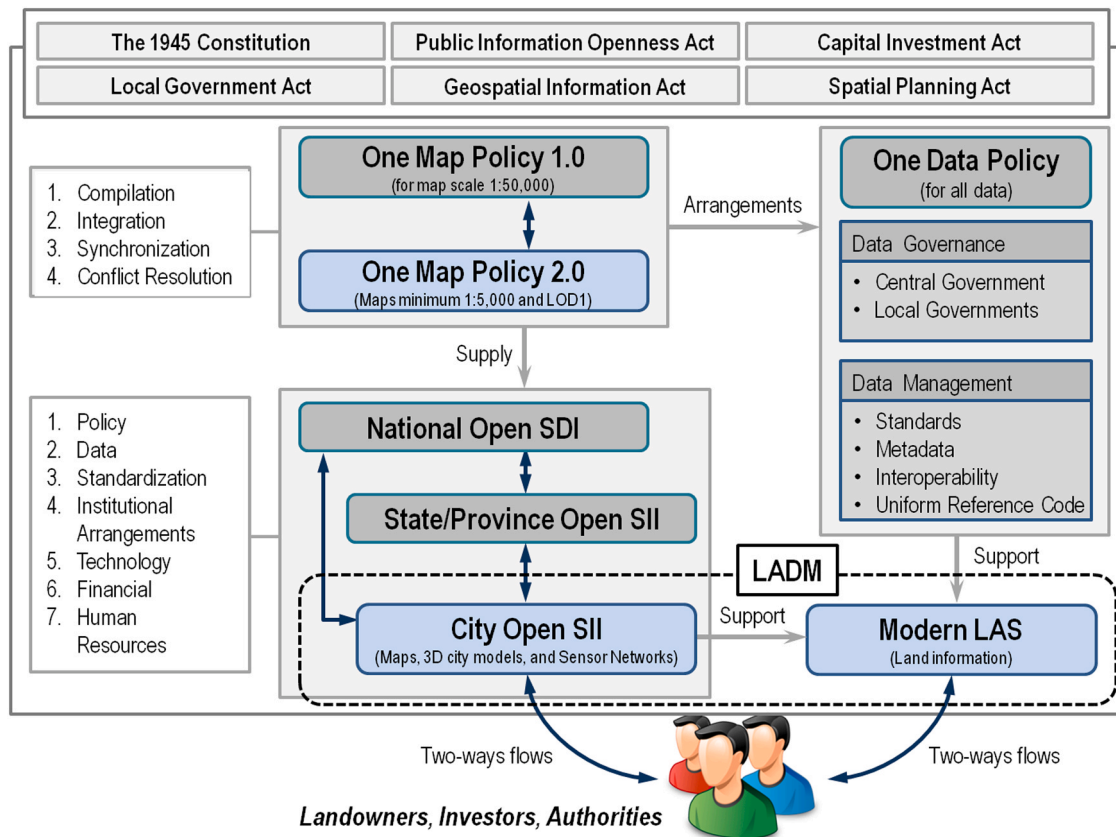 The 1945 Constitution
Public Information Openness Act
Capital Investment Act
Local Government Act
Geospatial Information Act
Spatial Planning Act
1. Compilation
2. Integration
3. Synchronization
4. Conflict Resolution
One Map Policy 1.0
(for map scale 1:50,000)
One Map Policy 2.0
(Maps minimum 1:5,000 and LOD1)
Arrangements
One Data Policy
(for all data)
Data Governance
• Central Government
• Local Governments
Data Management
• Standards
• Metadata
• Interoperability
• Uniform Reference Code
Supply
1. Policy
2. Data
3. Standardization
4. Institutional
Arrangements
5. Technology
6. Financial
7. Human
Resources
National Open SDI
State/Province Open SII
City Open SII
(Maps, 3D city models, and Sensor Networks)
LADM
Support
Support
Modern LAS
(Land information)
Two-ways flows
Two-ways flows
Landowners, Investors, Authorities